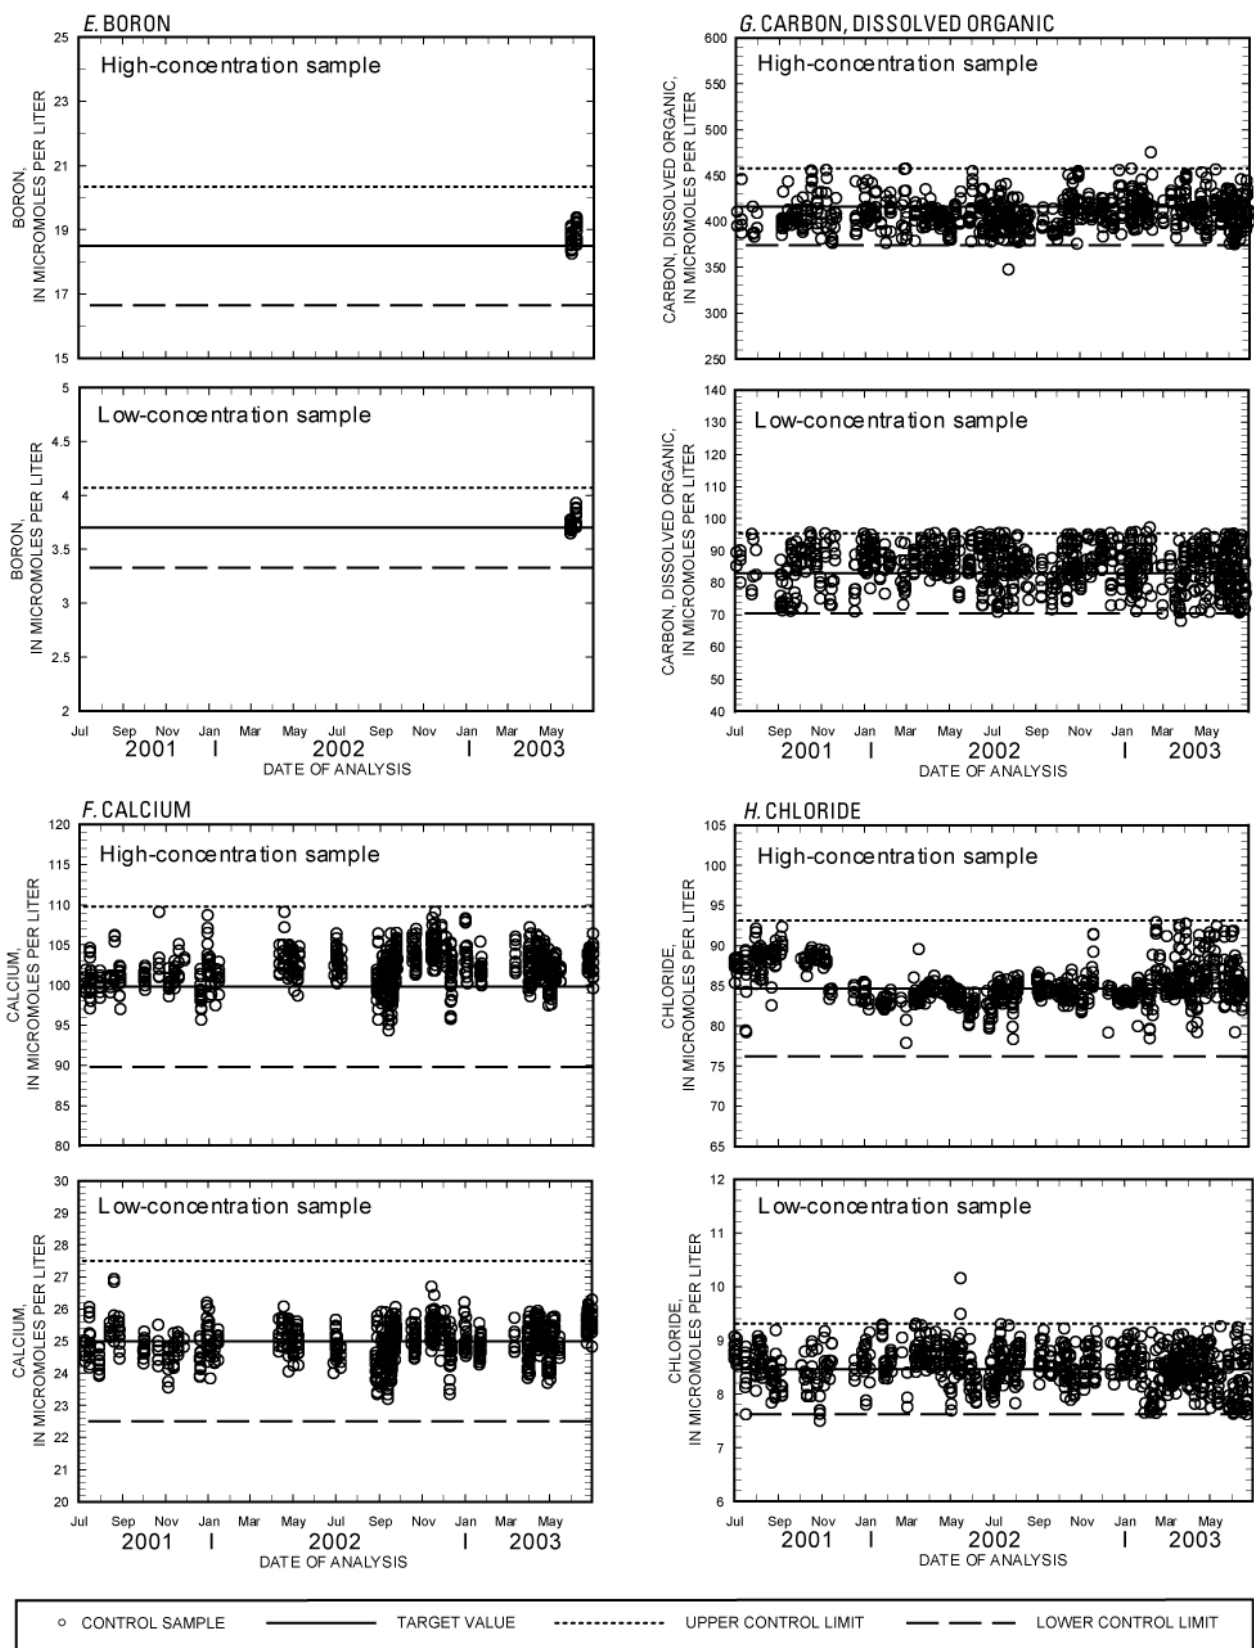 E. BORON
25
23
21
19
17
15
BORON,
IN MICROMOLES PER LITER
High-concentration sample
5
4.5
4
3.5
3
2.5
2
BORON,
IN MICROMOLES PER LITER
Low-concentration sample
Jul Sep Nov Jan Mar May Jul Sep Nov Jan Mar May
2001 I 2002 I 2003
DATE OF ANALYSIS
G. CARBON, DISSOLVED ORGANIC
600
550
500
450
400
350
300
250
CARBON, DISSOLVED ORGANIC,
IN MICROMOLES PER LITER
High-concentration sample
140
130
120
110
100
90
80
70
60
50
40
CARBON, DISSOLVED ORGANIC,
IN MICROMOLES PER LITER
Low-concentration sample
Jul Sep Nov Jan Mar May Jul Sep Nov Jan Mar May
2001 I 2002 I 2003
DATE OF ANALYSIS
F. CALCIUM
120
115
110
105
100
95
90
85
80
CALCIUM,
IN MICROMOLES PER LITER
High-concentration sample
30
29
28
27
26
25
24
23
22
21
20
CALCIUM,
IN MICROMOLES PER LITER
Low-concentration sample
Jul Sep Nov Jan Mar May Jul Sep Nov Jan Mar May
2001 I 2002 I 2003
DATE OF ANALYSIS
H. CHLORIDE
105
100
95
90
85
80
75
70
65
CHLORIDE,
IN MICROMOLES PER LITER
High-concentration sample
12
11
10
9
8
7
6
CHLORIDE,
IN MICROMOLES PER LITER
Low-concentration sample
Jul Sep Nov Jan Mar May Jul Sep Nov Jan Mar May
2001 I 2002 I 2003
DATE OF ANALYSIS
CONTROL SAMPLE TARGET VALUE UPPER CONTROL LIMIT LOWER CONTROL LIMIT